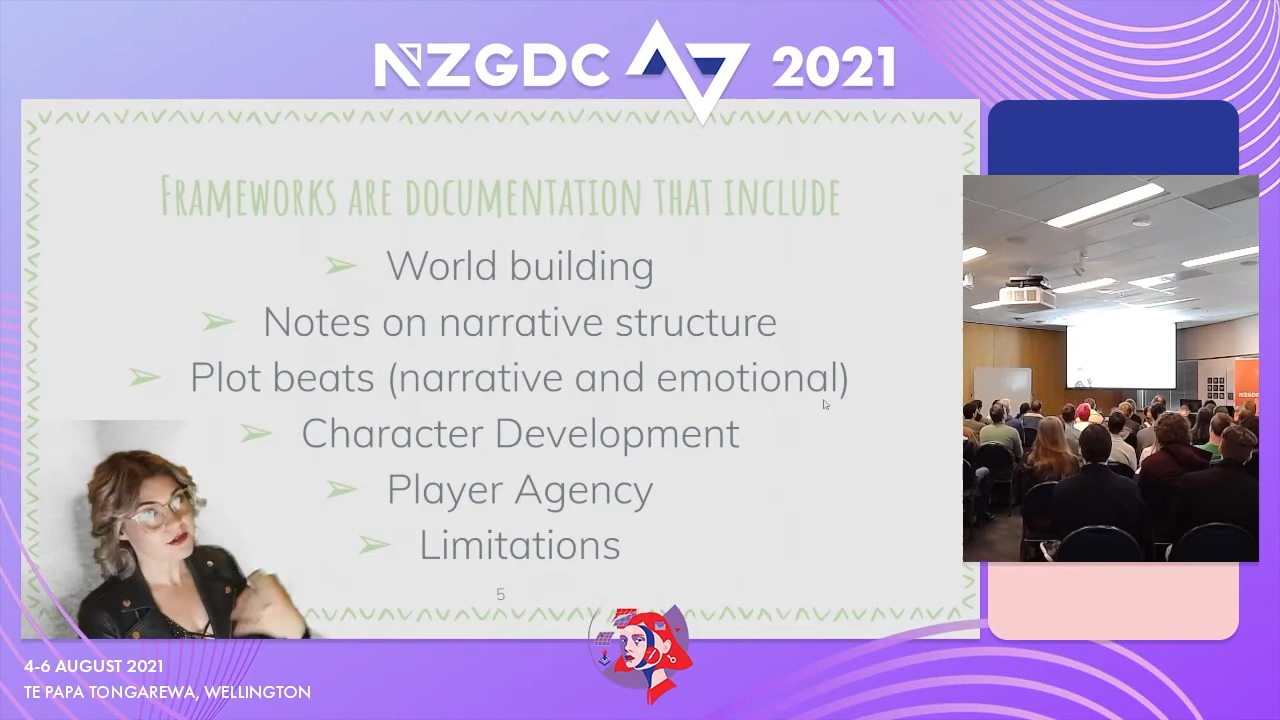 NZGDC 2021
FRAMEWORKS ARE DOCUMENTATION THAT INCLUDE
➢ World building
➢ Notes on narrative structure
➢ Plot beats (narrative and emotional)
➢ Character Development
➢ Player Agency
➢ Limitations
5
NZGDC
4-6 AUGUST 2021
TE PAPA TONGAREWA, WELLINGTON